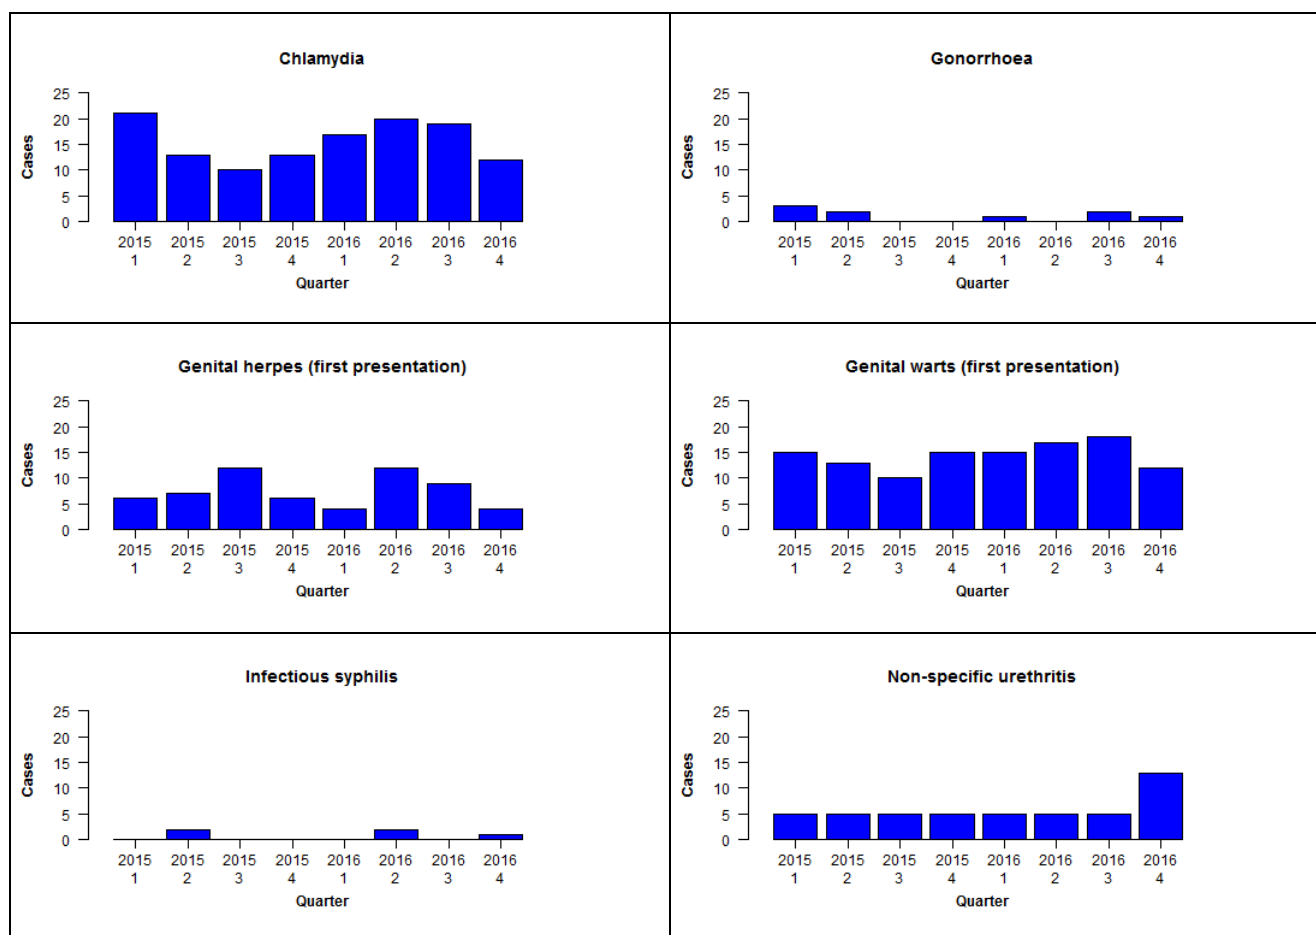 Chlamydia
25
20
15
10
5
0
Cases
2015 2015 2015 2015 2016 2016 2016 2016
1 2 3 4 1 2 3 4
Quarter
Gonorrhoea
25
20
15
10
5
0
Cases
2015 2015 2015 2015 2016 2016 2016 2016
1 2 3 4 1 2 3 4
Quarter
Genital herpes (first presentation)
25
20
15
10
5
0
Cases
2015 2015 2015 2015 2016 2016 2016 2016
1 2 3 4 1 2 3 4
Quarter
Genital warts (first presentation)
25
20
15
10
5
0
Cases
2015 2015 2015 2015 2016 2016 2016 2016
1 2 3 4 1 2 3 4
Quarter
Infectious syphilis
25
20
15
10
5
0
Cases
2015 2015 2015 2015 2016 2016 2016 2016
1 2 3 4 1 2 3 4
Quarter
Non-specific urethritis
25
20
15
10
5
0
Cases
2015 2015 2015 2015 2016 2016 2016 2016
1 2 3 4 1 2 3 4
Quarter